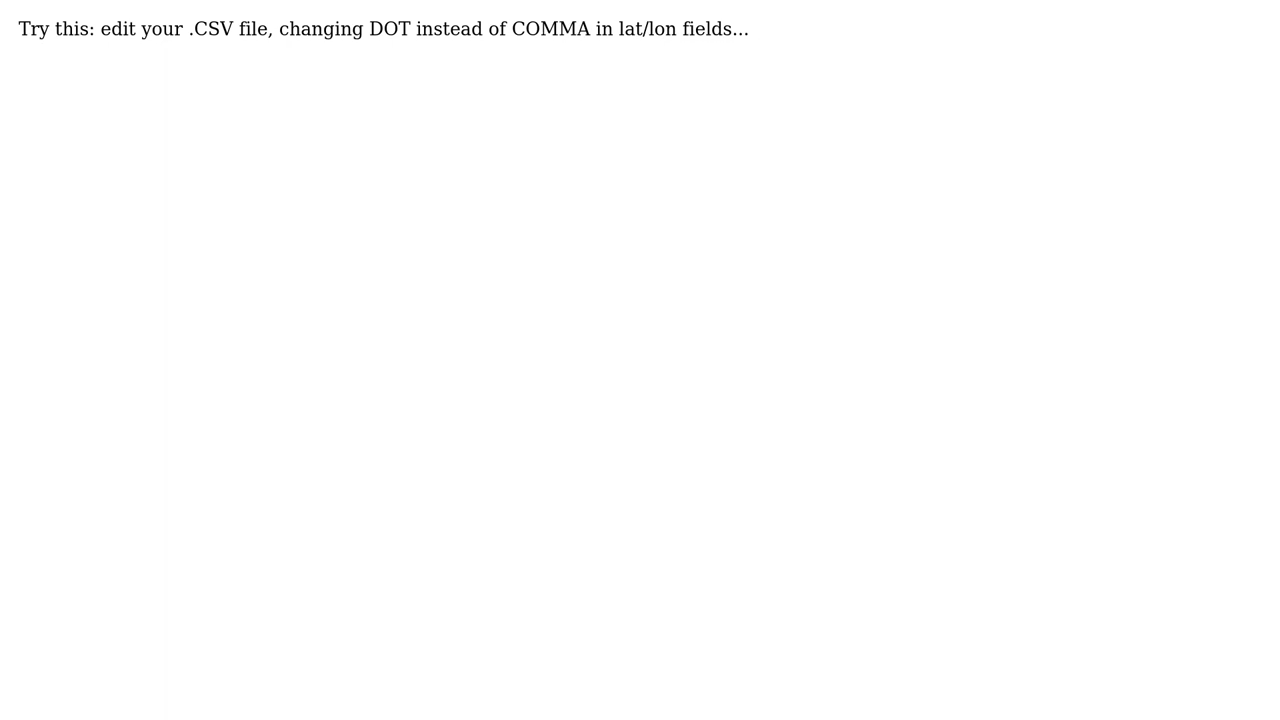 Try this: edit your .CSV file, changing DOT instead of COMMA in lat/lon fields...